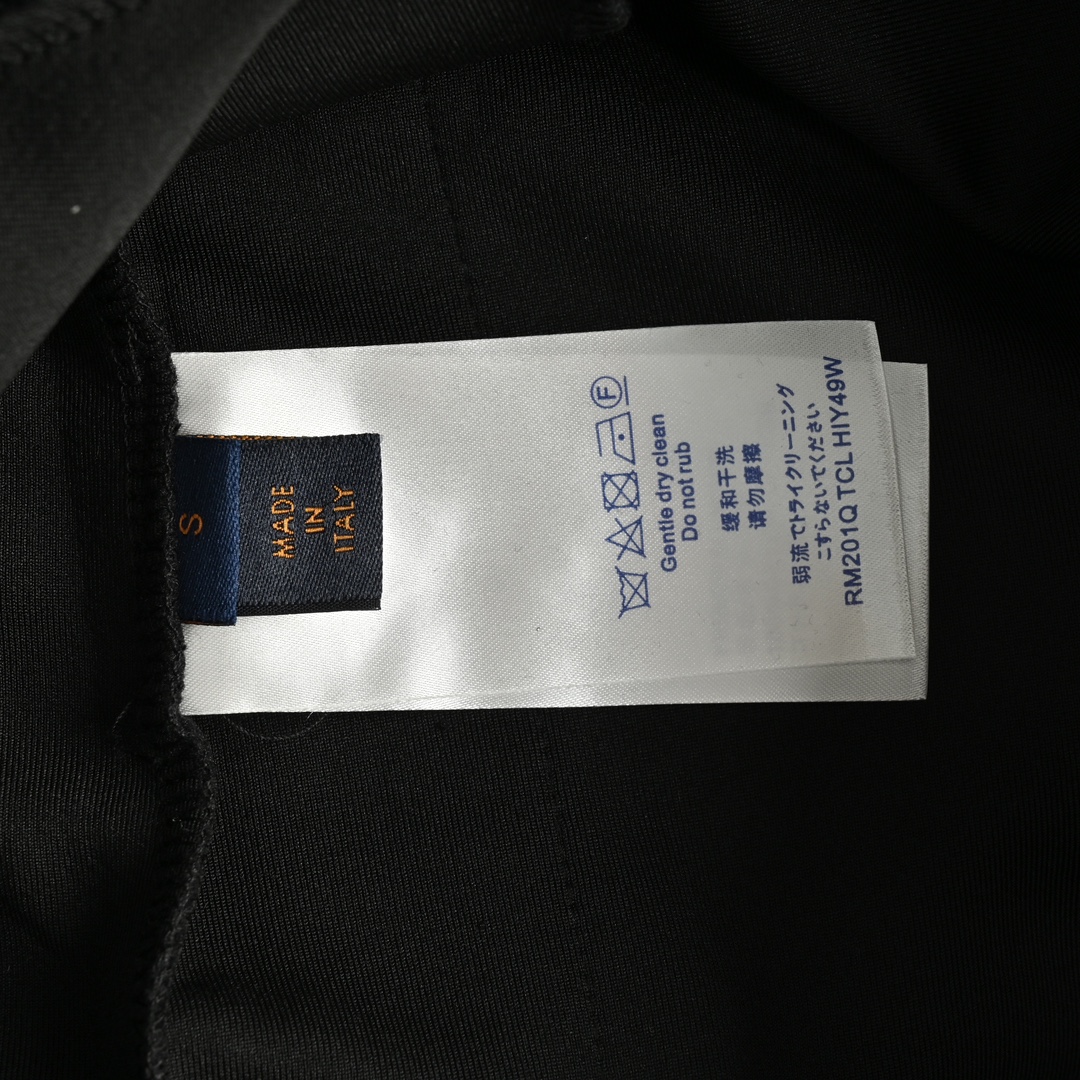 S
MADE
IN
ITALY
F
Gentle dry clean
Do not rub
缓和干洗
请勿摩擦
弱流でトライクリーニング
こすらないでください
RM201Q TCL HIY49W